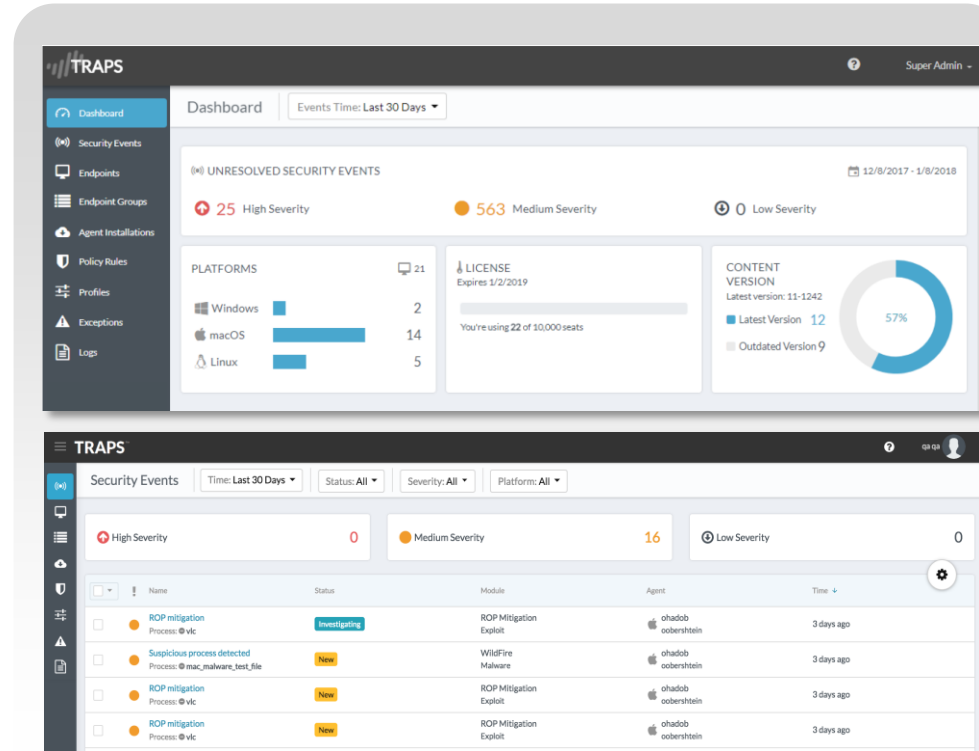 TRAPS
Super Admin
Dashboard
Security Events
Endpoints
Endpoint Groups
Agent Installations
Policy Rules
Profiles
Exceptions
Logs
Dashboard Events Time: Last 30 Days
UNRESOLVED SECURITY EVENTS 12/8/2017 - 1/8/2018
25 High Severity 563 Medium Severity 0 Low Severity
PLATFORMS 21
Windows 2
macOS 14
Linux 5
LICENSE
Expires 1/2/2019
You're using 22 of 10,000 seats
CONTENT
VERSION
Latest version: 11-1242
Latest Version 12
Outdated Version 9
57%
TRAPS
qa qa
Security Events Time: Last 30 Days Status: All Severity: All Platform: All
High Severity 0 Medium Severity 16 Low Severity 0
! Name Status Module Agent Time
ROP mitigation Investigating ROP Mitigation ohadob 3 days ago
Process: vlc Exploit oobershtein
Suspicious process detected New WildFire ohadob 3 days ago
Process: mac_malware_test_file Malware oobershtein
ROP mitigation New ROP Mitigation ohadob 3 days ago
Process: vlc Exploit oobershtein
ROP mitigation New ROP Mitigation ohadob 3 days ago
Process: vlc Exploit oobershtein